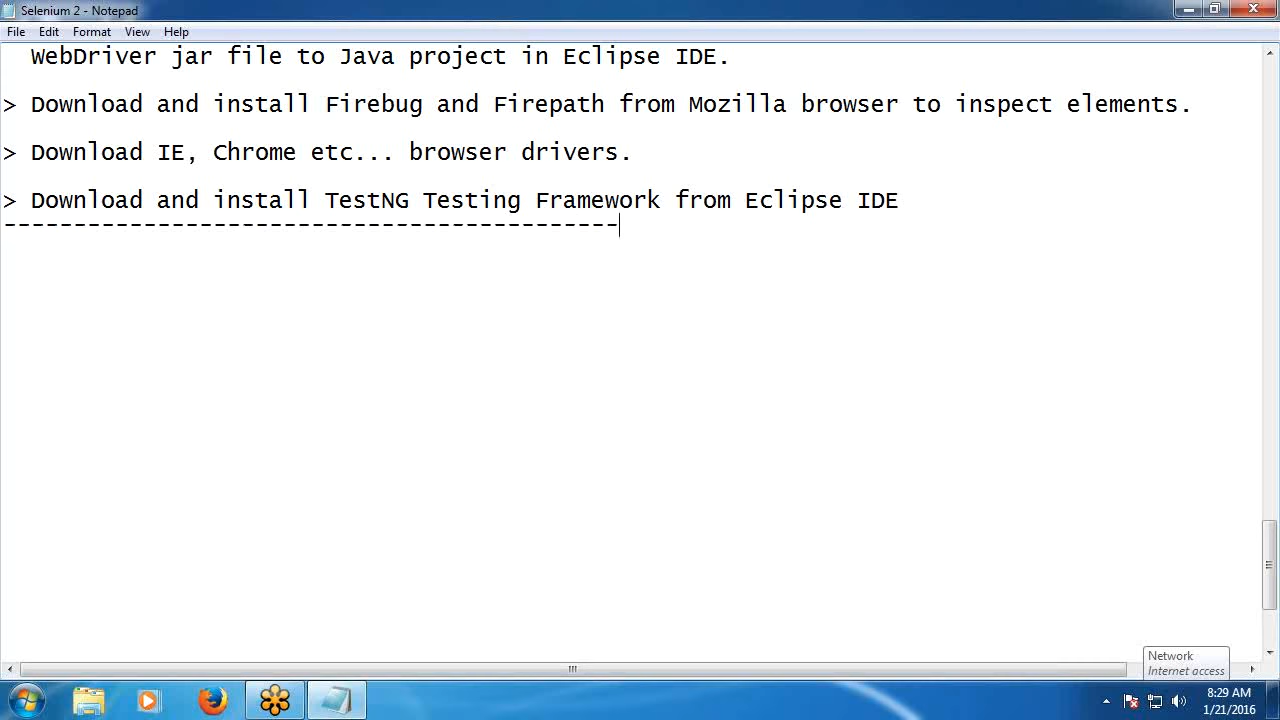 Selenium 2 - Notepad
File Edit Format View Help
WebDriver jar file to Java project in Eclipse IDE.
> Download and install Firebug and Firepath from Mozilla browser to inspect elements.
> Download IE, Chrome etc... browser drivers.
> Download and install TestNG Testing Framework from Eclipse IDE
--------------------------------------------
Network
Internet access
8:29 AM
1/21/2016